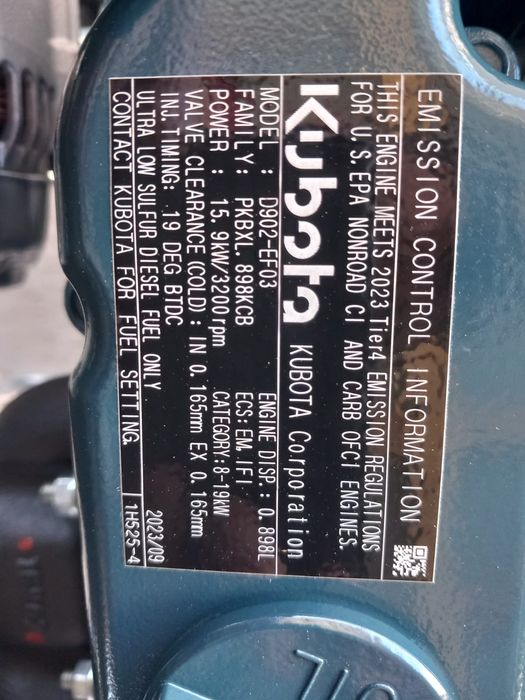 EMISSION CONTROL INFORMATION
THIS ENGINE MEETS 2023 Tier4 EMISSION REGULATIONS
FOR U.S.EPA NONROAD CI AND CARB OFCI ENGINES.
Kubota KUBOTA Corporation
MODEL : D902-EF03 ENGINE DISP.: 0.898L
FAMILY: PKBXL.898KCB ECS:EM,IFI
POWER : 15.9kW/3200rpm CATEGORY:8-19kW
VALVE CLEARANCE(COLD): IN 0.165mm EX 0.165mm
INJ.TIMING: 19 DEG BTDC
ULTRA LOW SULFUR DIESEL FUEL ONLY 2023/09
CONTACT KUBOTA FOR FUEL SETTING. 1H525-4